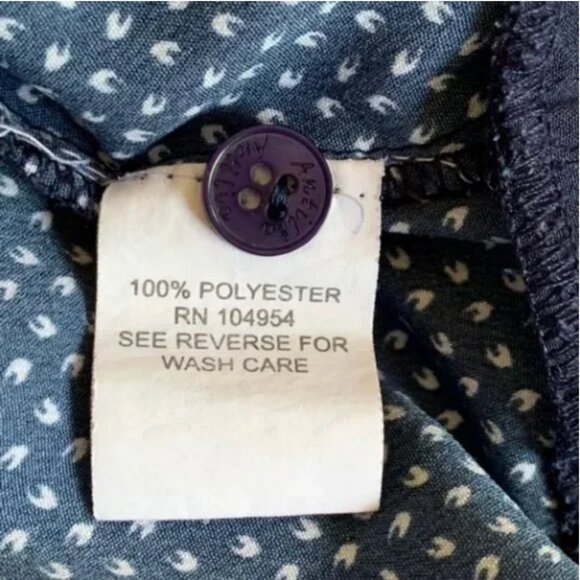 100% POLYESTER
RN 104954
SEE REVERSE FOR
WASH CARE